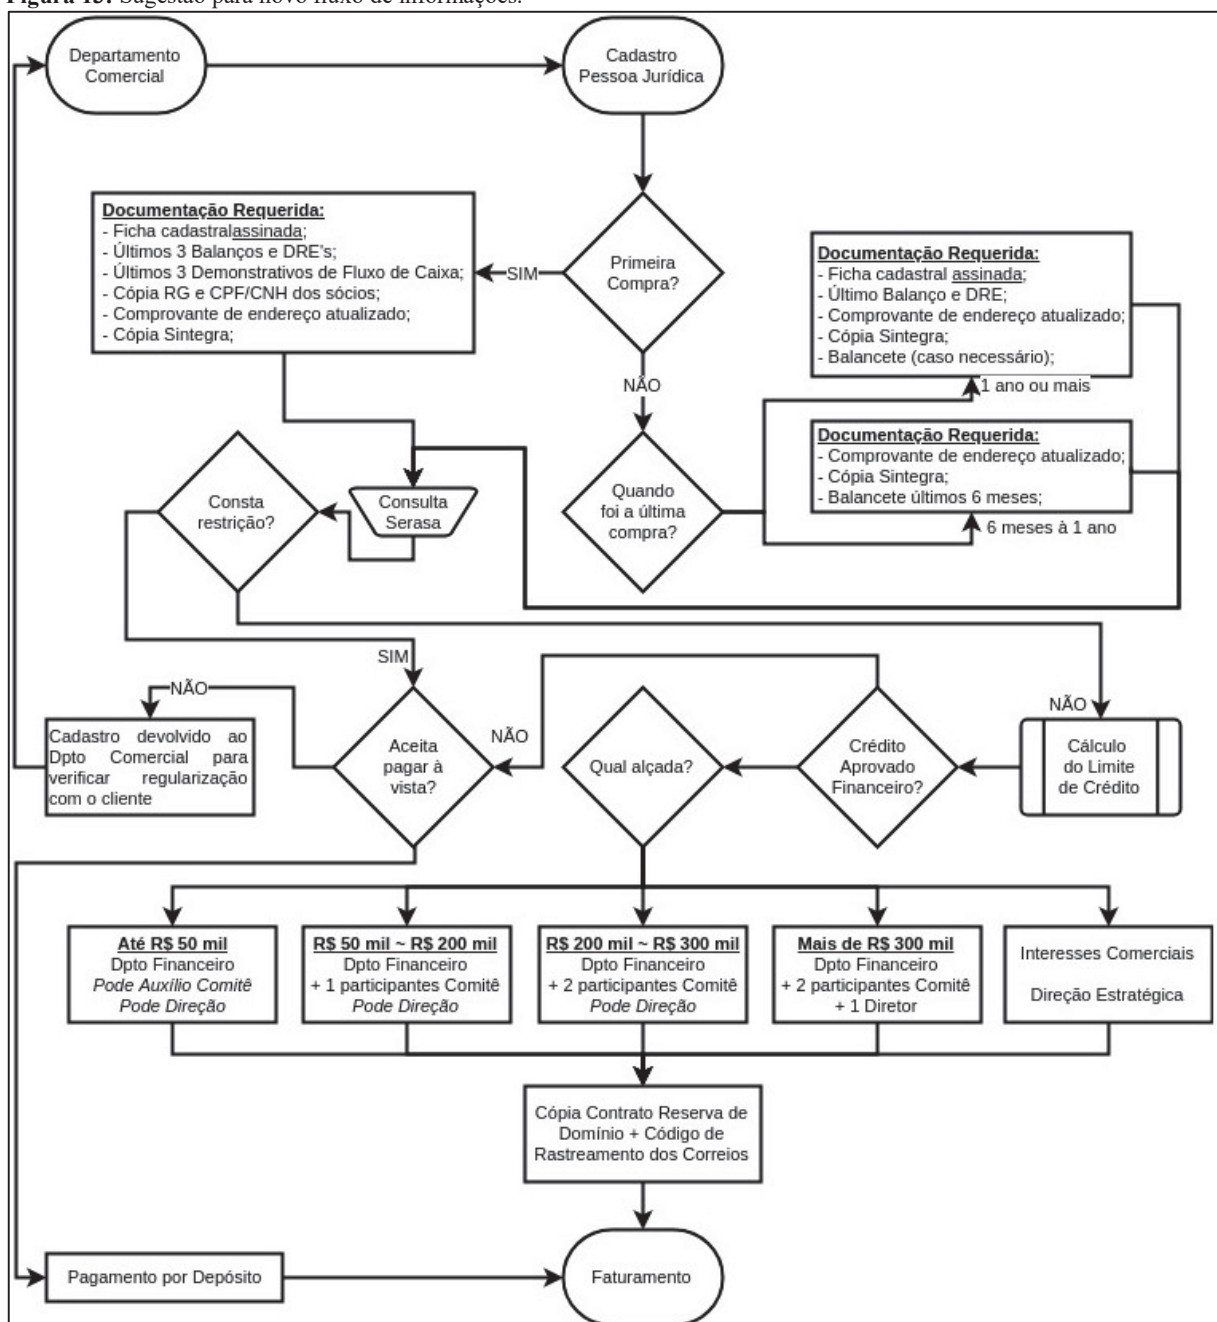 Figura 15: Sugestão para novo fluxo de informações.
Departamento
Comercial
Cadastro
Pessoa Jurídica
Documentação Requerida:
- Ficha cadastralassinada;
- Últimos 3 Balanços e DRE's;
- Últimos 3 Demonstrativos de Fluxo de Caixa;
- Cópia RG e CPF/CNH dos sócios;
- Comprovante de endereço atualizado;
- Cópia Sintegra;
SIM
Primeira
Compra?
Documentação Requerida:
- Ficha cadastral assinada;
- Último Balanço e DRE;
- Comprovante de endereço atualizado;
- Cópia Sintegra;
- Balancete (caso necessário);
NÃO
1 ano ou mais
Documentação Requerida:
- Comprovante de endereço atualizado;
- Cópia Sintegra;
- Balancete últimos 6 meses;
6 meses à 1 ano
Consta
restrição?
Consulta
Serasa
Quando
foi a última
compra?
SIM
NÃO
NÃO
NÃO
Cadastro devolvido ao
Dpto Comercial para
verificar regularização
com o cliente
Aceita
pagar à
vista?
Qual alçada?
Crédito
Aprovado
Financeiro?
Cálculo
do Limite
de Crédito
Até R$ 50 mil
Dpto Financeiro
Pode Auxílio Comitê
Pode Direção
R$ 50 mil ~ R$ 200 mil
Dpto Financeiro
+ 1 participantes Comitê
Pode Direção
R$ 200 mil ~ R$ 300 mil
Dpto Financeiro
+ 2 participantes Comitê
Pode Direção
Mais de R$ 300 mil
Dpto Financeiro
+ 2 participantes Comitê
+ 1 Diretor
Interesses Comerciais
Direção Estratégica
Cópia Contrato Reserva de
Domínio + Código de
Rastreamento dos Correios
Pagamento por Depósito
Faturamento